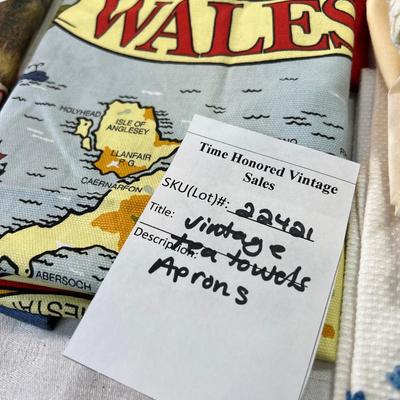 WALES
HOLYHEAD
ISLE OF
ANGLESEY
LLANFAIR
P.G.
CAERNARFON
ABERSOCH
Time Honored Vintage
Sales
SKU(Lot)#: 22421
Title: vintage
Description: tea towels
Aprons